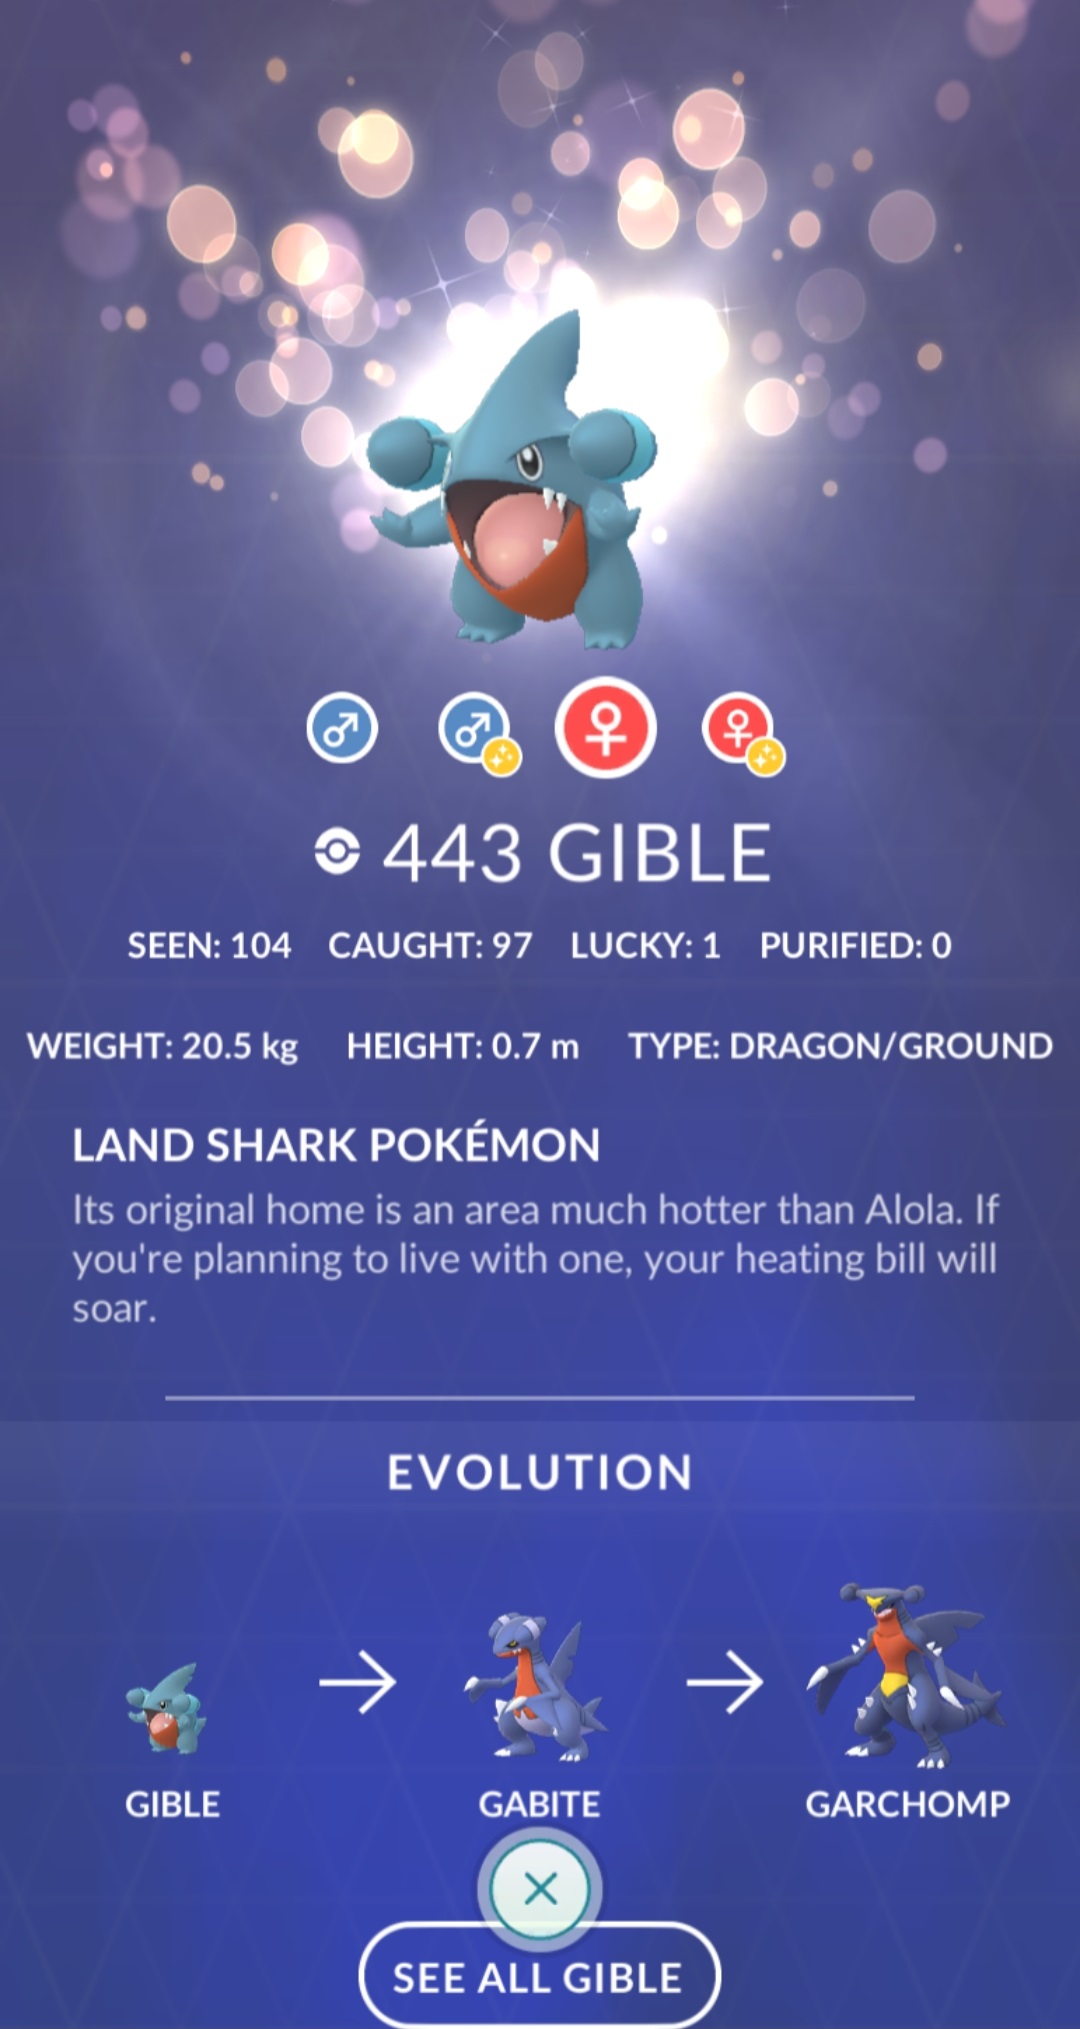 443 GIBLE
SEEN: 104 CAUGHT: 97 LUCKY: 1 PURIFIED: 0
WEIGHT: 20.5 kg HEIGHT: 0.7 m TYPE: DRAGON/GROUND
LAND SHARK POKÉMON
Its original home is an area much hotter than Alola. If
you're planning to live with one, your heating bill will
soar.
EVOLUTION
GIBLE GABITE GARCHOMP
SEE ALL GIBLE